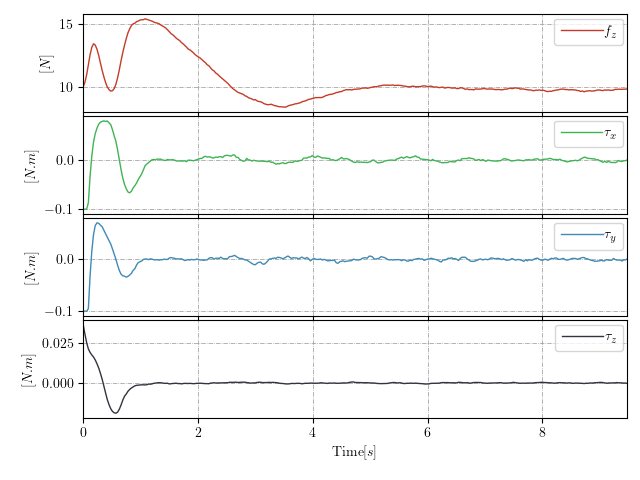 15
10
[N]
f_z
0.0
−0.1
[N.m]
τ_x
0.0
−0.1
[N.m]
τ_y
0.025
0.000
[N.m]
τ_z
0 2 4 6 8
Time[s]